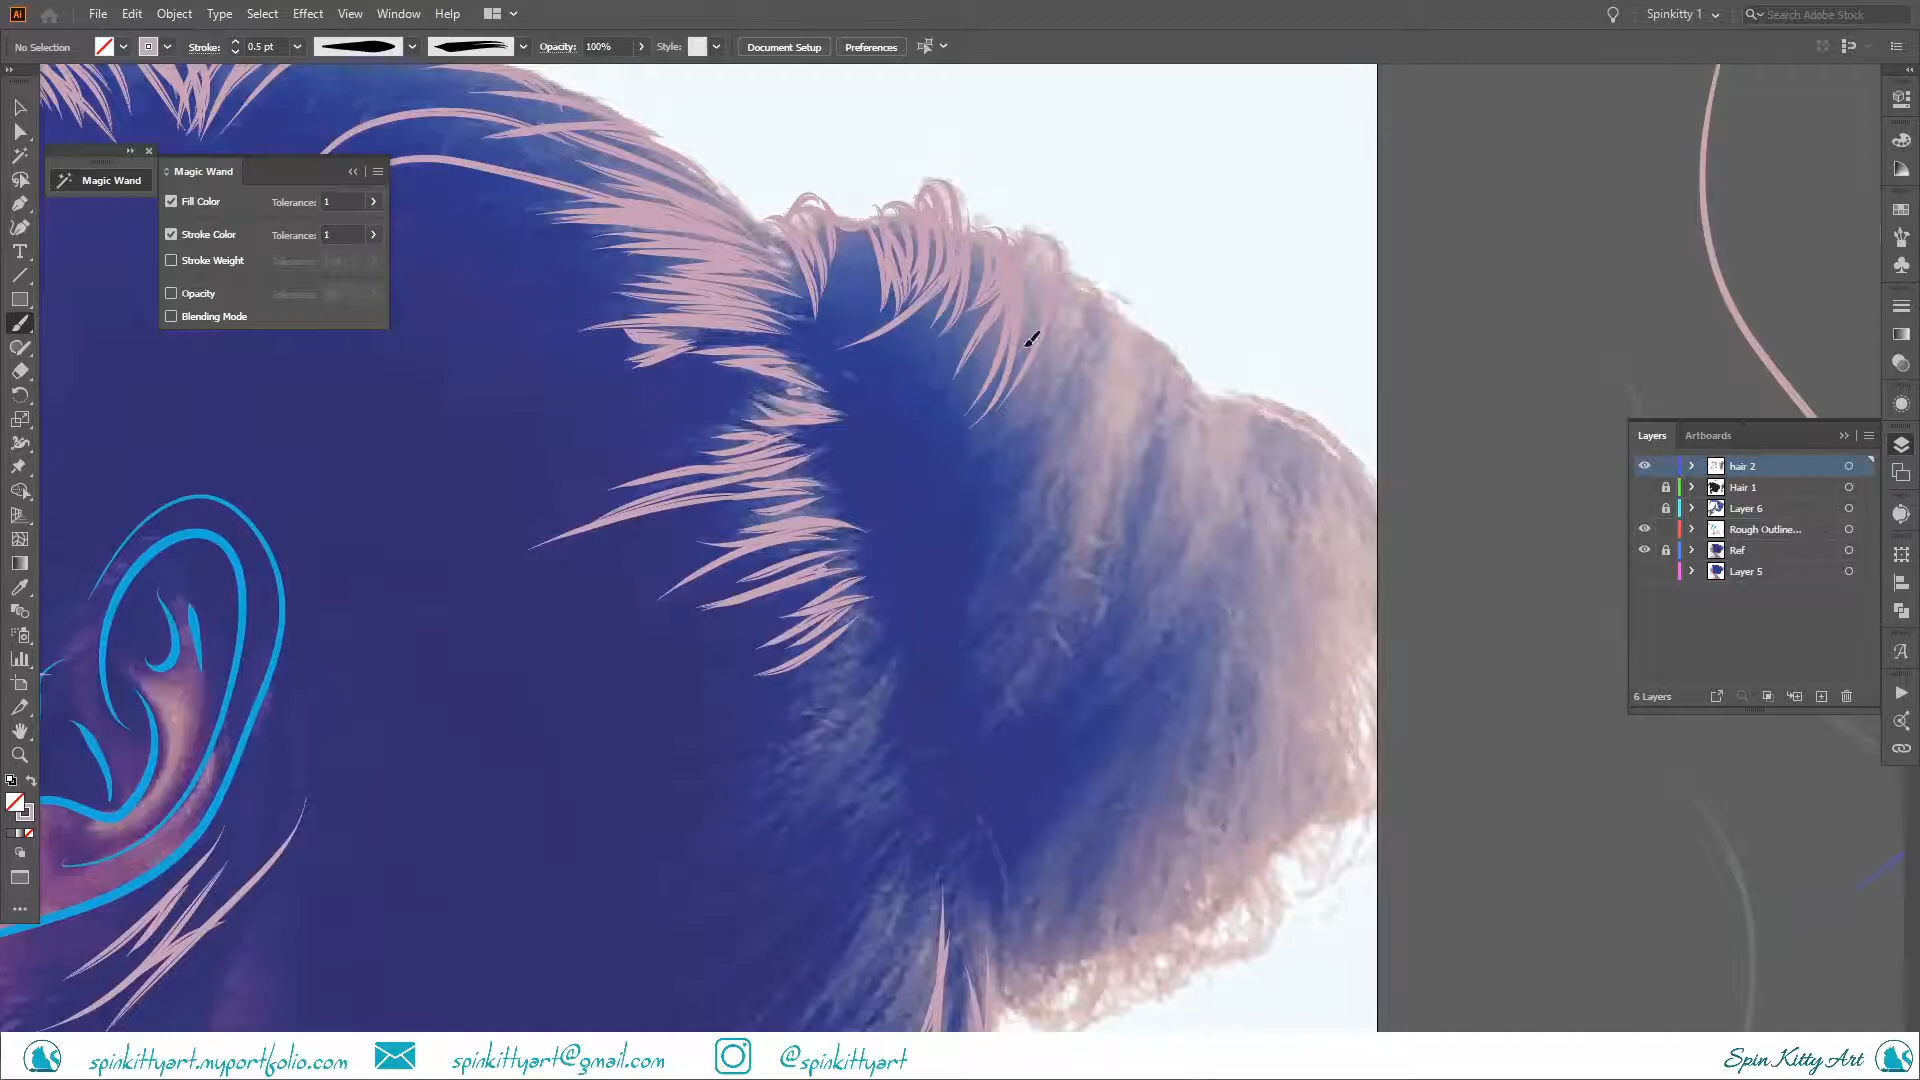 Ai File Edit Object Type Select Effect View Window Help Spinkitty 1 Search Adobe Stock
No Selection Stroke: 0.5 pt Opacity: 100% Style: Document Setup Preferences
Magic Wand
Magic Wand
Fill Color Tolerance: 1
Stroke Color Tolerance: 1
Stroke Weight
Opacity
Blending Mode
Layers Artboards
hair 2
Hair 1
Layer 6
Rough Outline...
Ref
Layer 5
6 Layers
spinkittyart.myportfolio.com spinkittyart@gmail.com @spinkittyart Spin Kitty Art